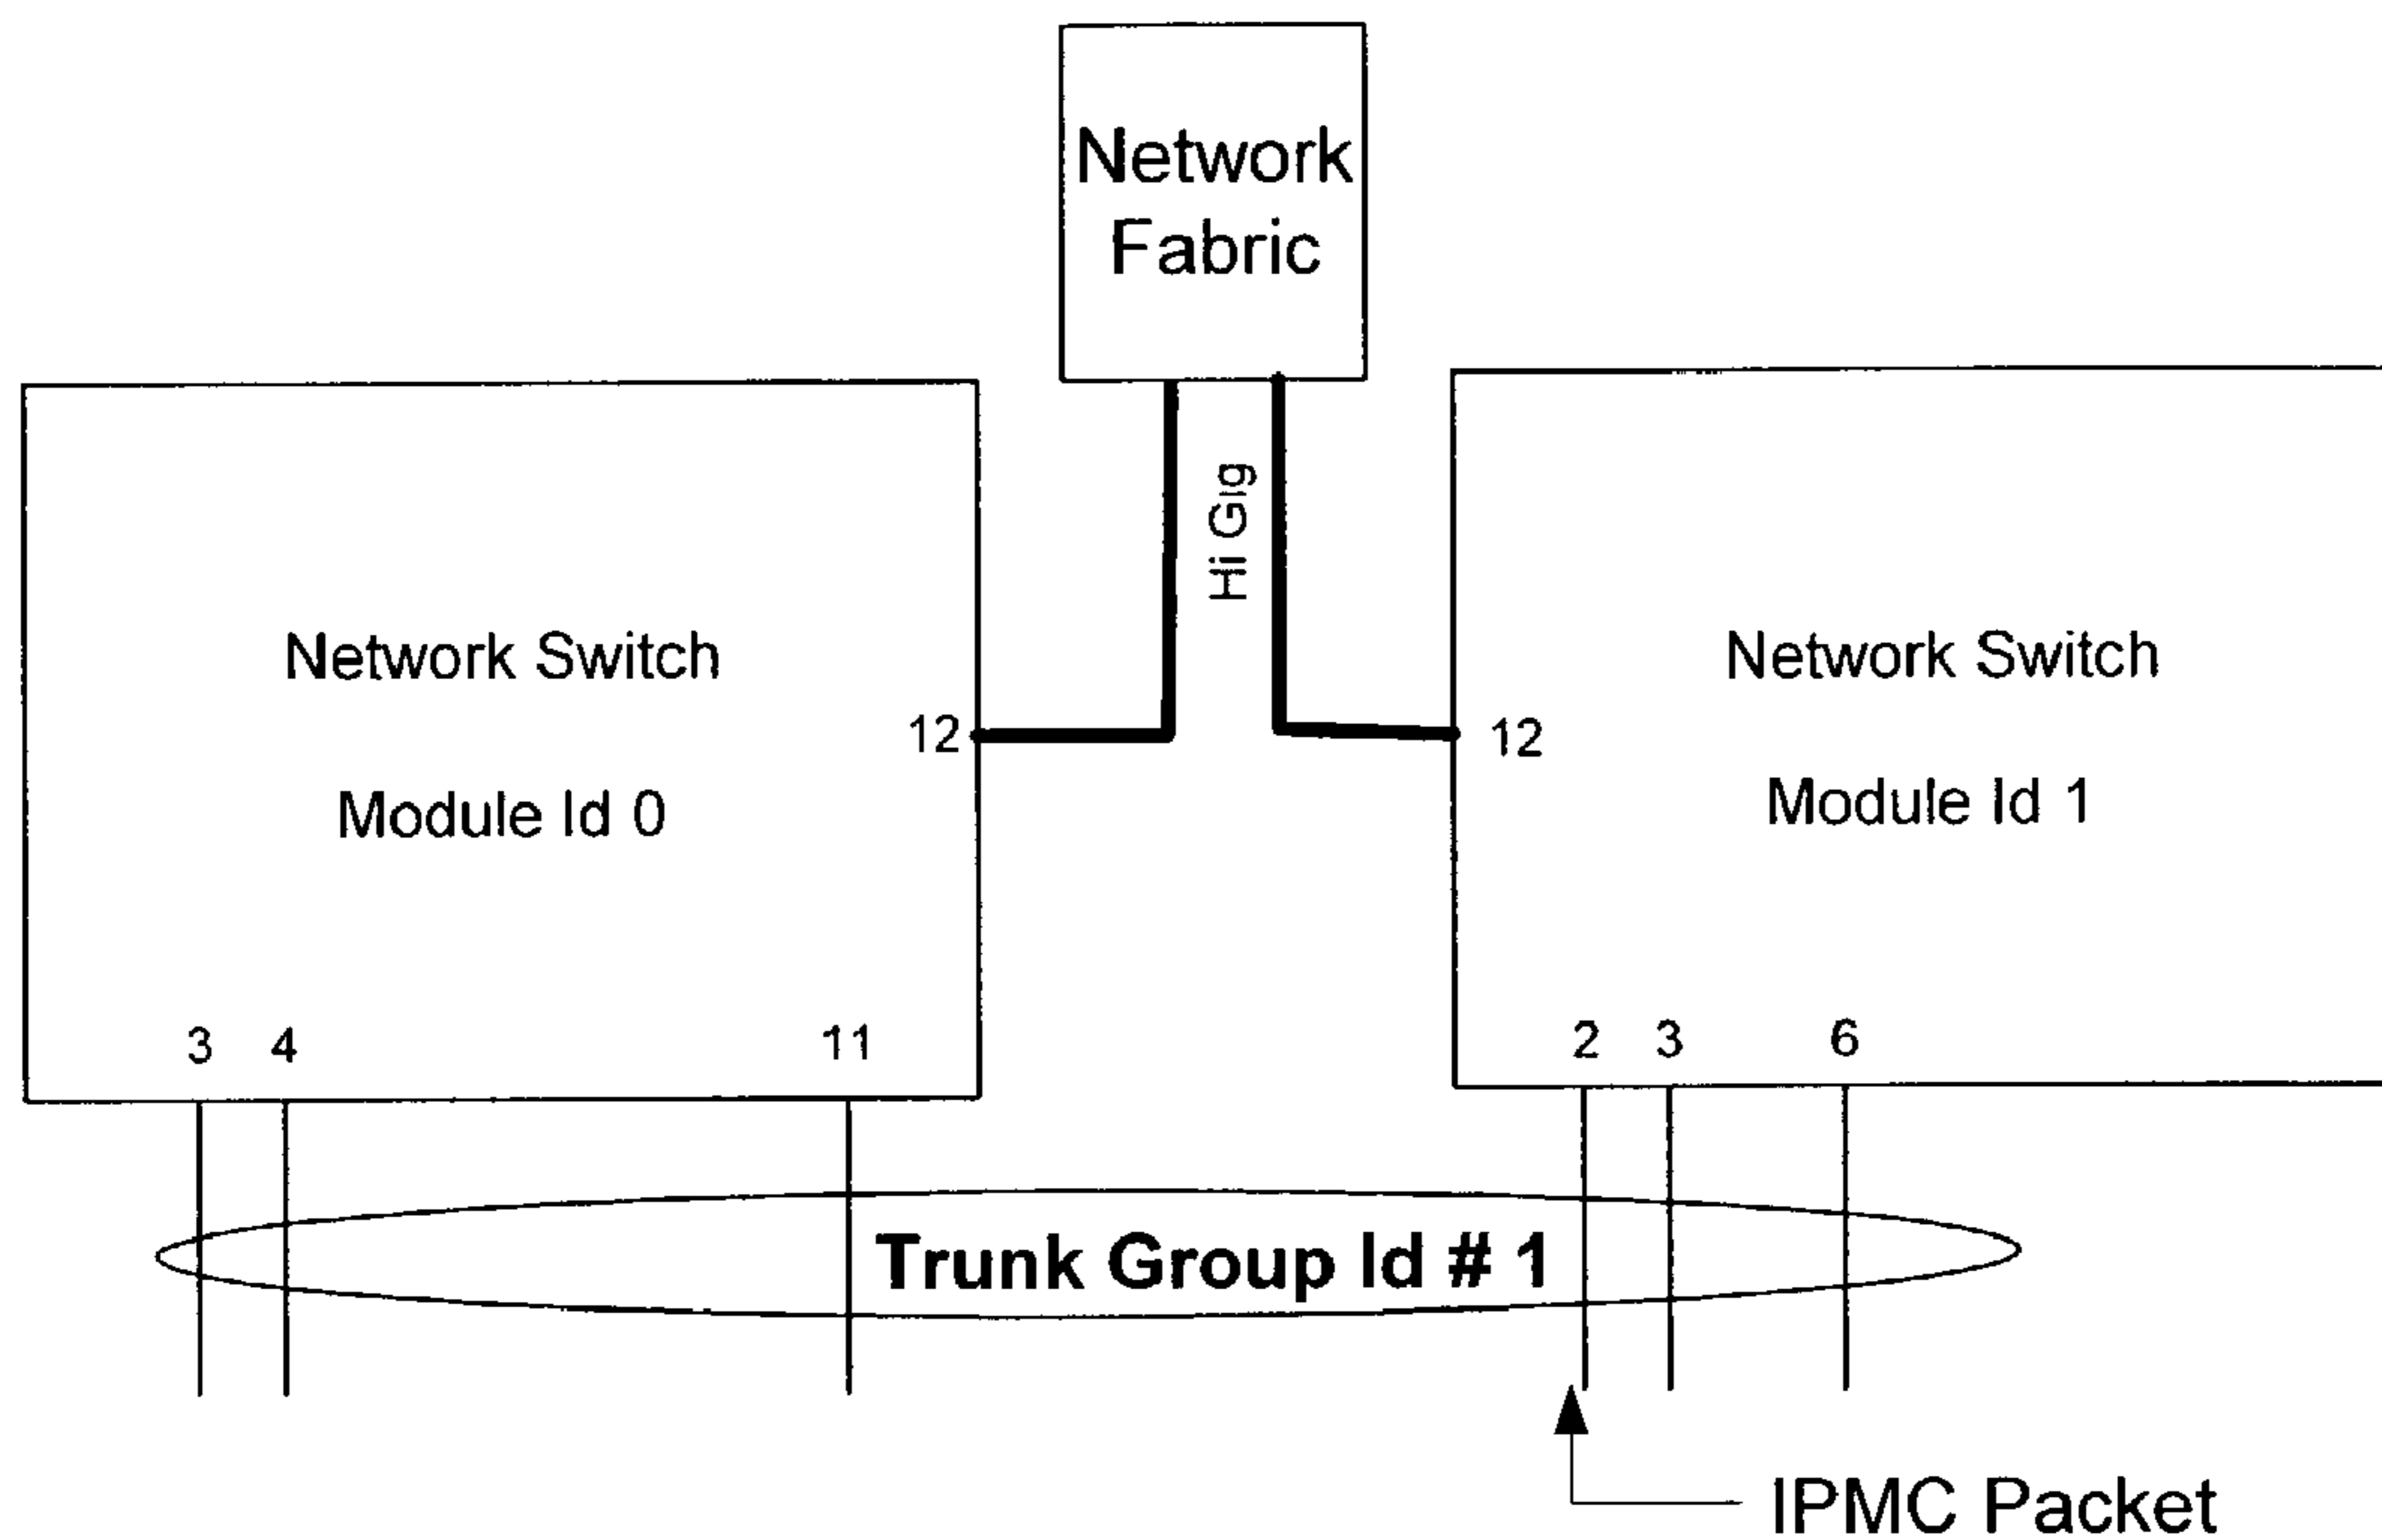 Network
Fabric
Hi Gig
Network Switch
Module Id 0
12
3 4 11
Network Switch
Module Id 1
12
2 3 6
Trunk Group Id # 1
IPMC Packet